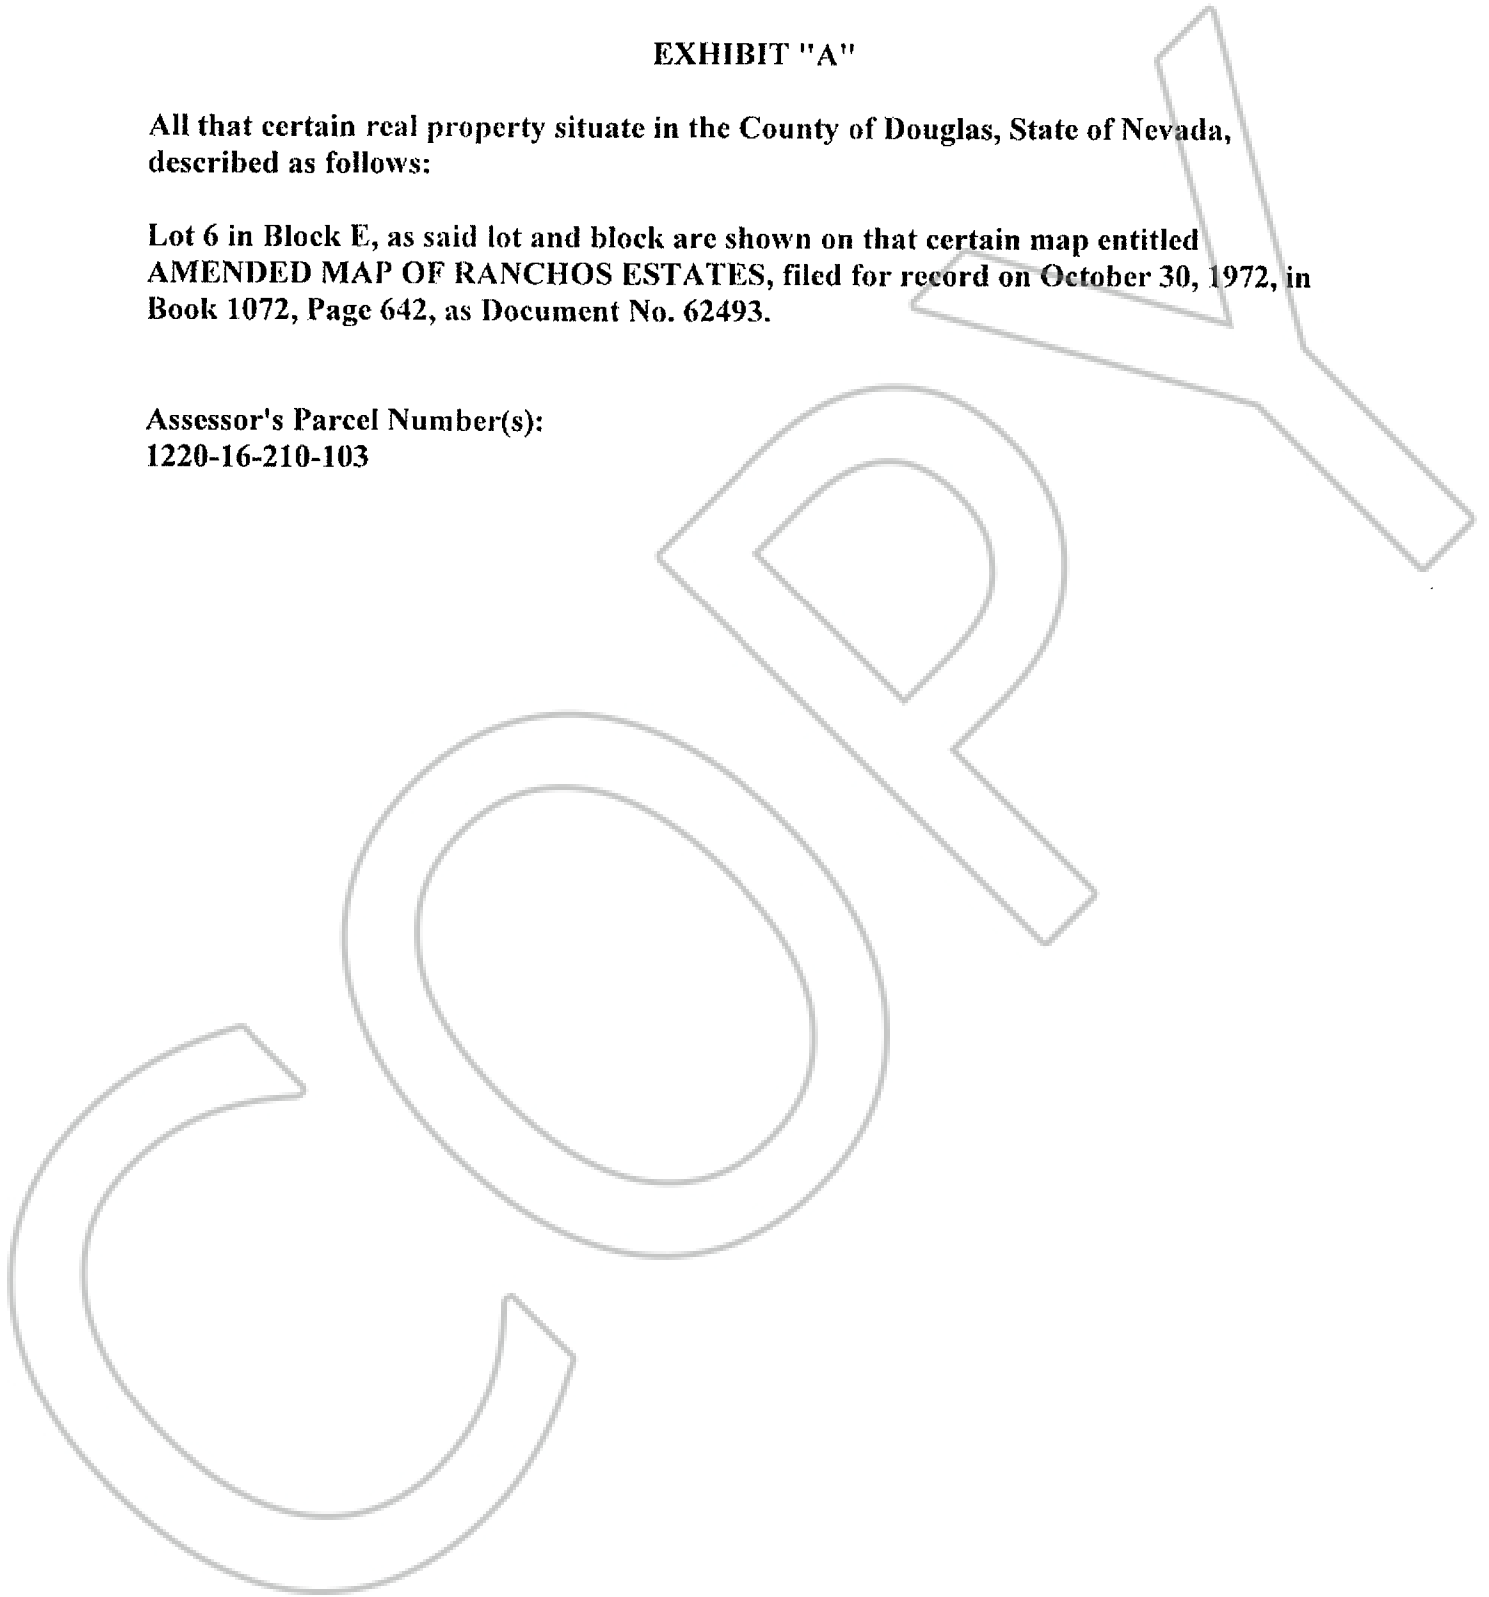 EXHIBIT "A"
All that certain real property situate in the County of Douglas, State of Nevada,
described as follows:
Lot 6 in Block E, as said lot and block are shown on that certain map entitled
AMENDED MAP OF RANCHOS ESTATES, filed for record on October 30, 1972, in
Book 1072, Page 642, as Document No. 62493.
Assessor's Parcel Number(s):
1220-16-210-103
COPY